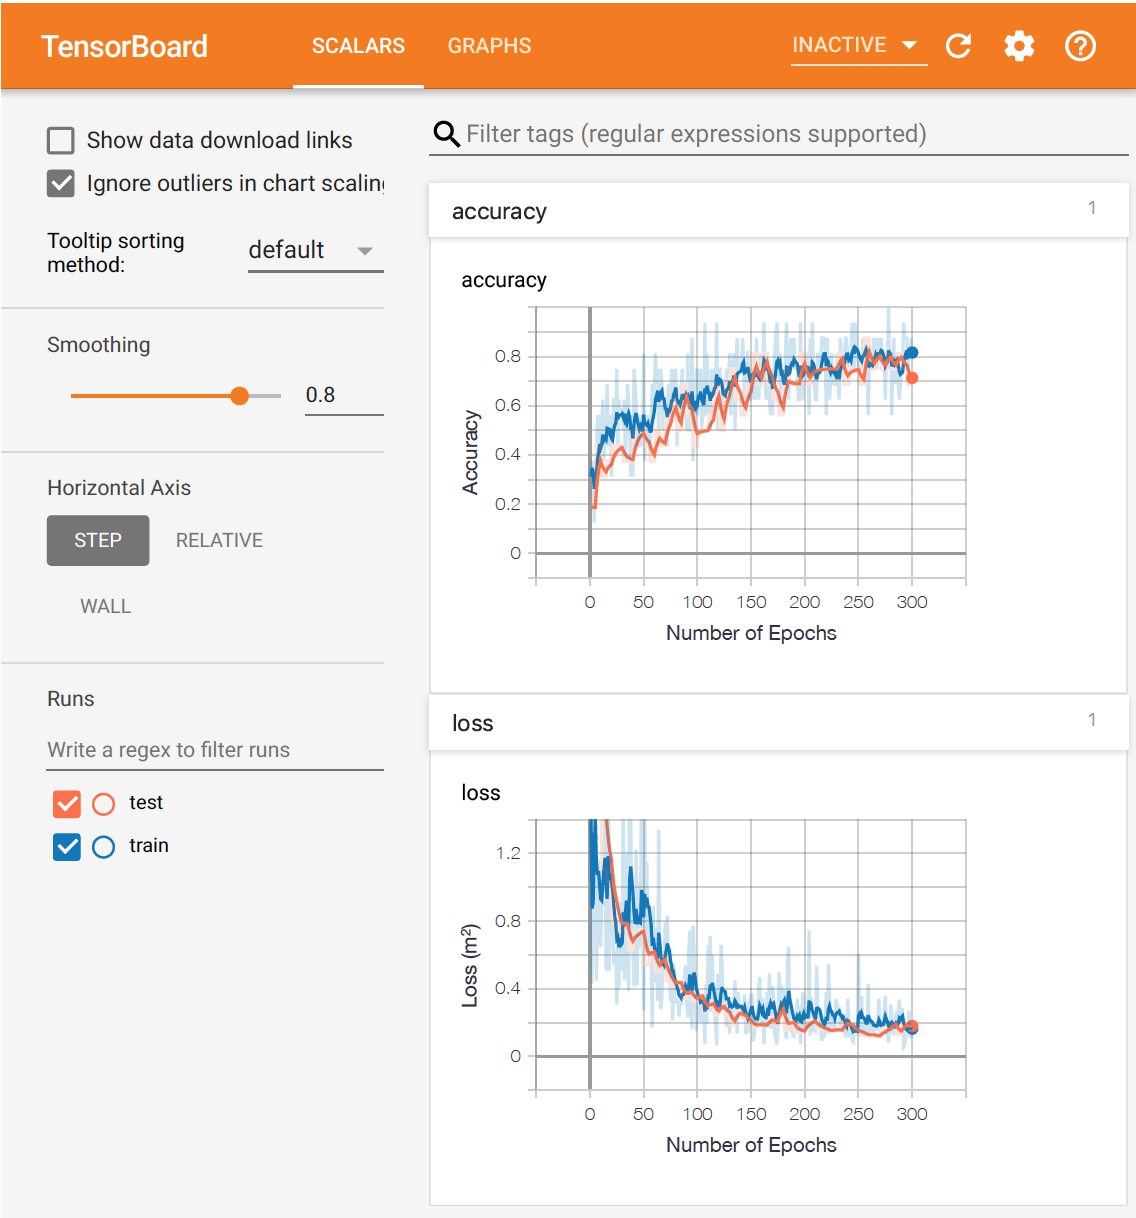 TensorBoard SCALARS GRAPHS INACTIVE
Show data download links
Ignore outliers in chart scaling
Tooltip sorting
method:
default
Smoothing
0.8
Horizontal Axis
STEP RELATIVE
WALL
Runs
Write a regex to filter runs
test
train
Filter tags (regular expressions supported)
accuracy 1
accuracy
0.8
0.6
0.4
0.2
0
Accuracy
0 50 100 150 200 250 300
Number of Epochs
loss 1
loss
1.2
0.8
0.4
0
Loss (m²)
0 50 100 150 200 250 300
Number of Epochs